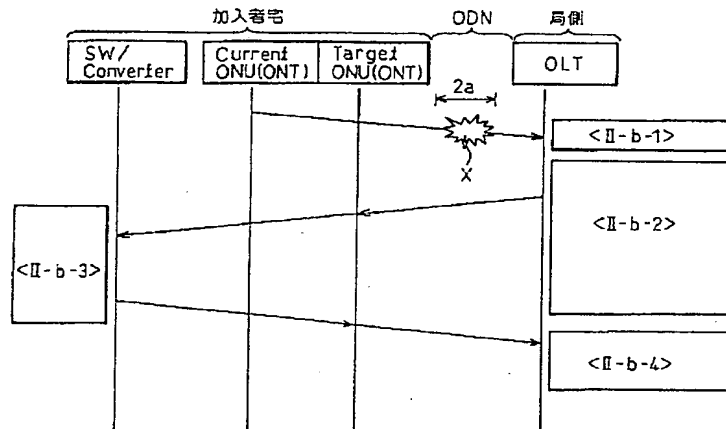 加入者宅
ODN
局側
SW/
Converter
Current
ONU(ONT)
Target
ONU(ONT)
OLT
2a
X
<Ⅱ-b-1>
<Ⅱ-b-2>
<Ⅱ-b-3>
<Ⅱ-b-4>